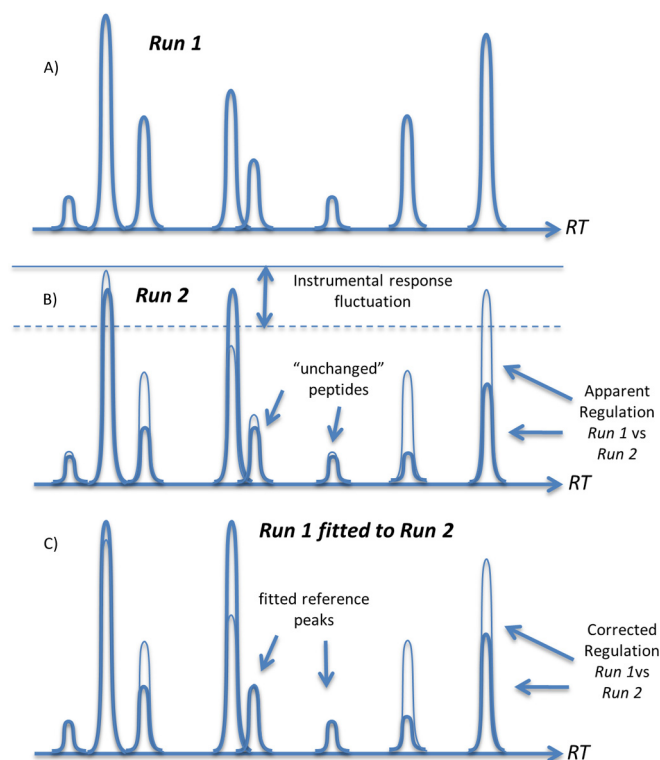 Run 1
A)
RT
Instrumental response
fluctuation
B)
Run 2
“unchanged”
peptides
Apparent
Regulation
Run 1 vs
Run 2
RT
C)
Run 1 fitted to Run 2
fitted reference
peaks
Corrected
Regulation
Run 1vs
Run 2
RT